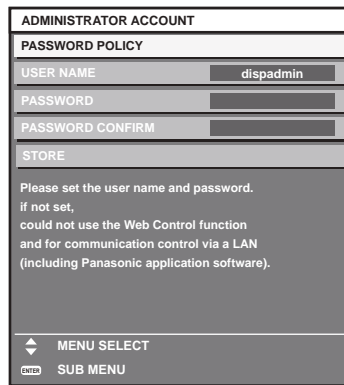 ADMINISTRATOR ACCOUNT
PASSWORD POLICY
USER NAME dispadmin
PASSWORD
PASSWORD CONFIRM
STORE
Please set the user name and password.
if not set,
could not use the Web Control function
and for communication control via a LAN
(including Panasonic application software).
MENU SELECT
ENTER SUB MENU